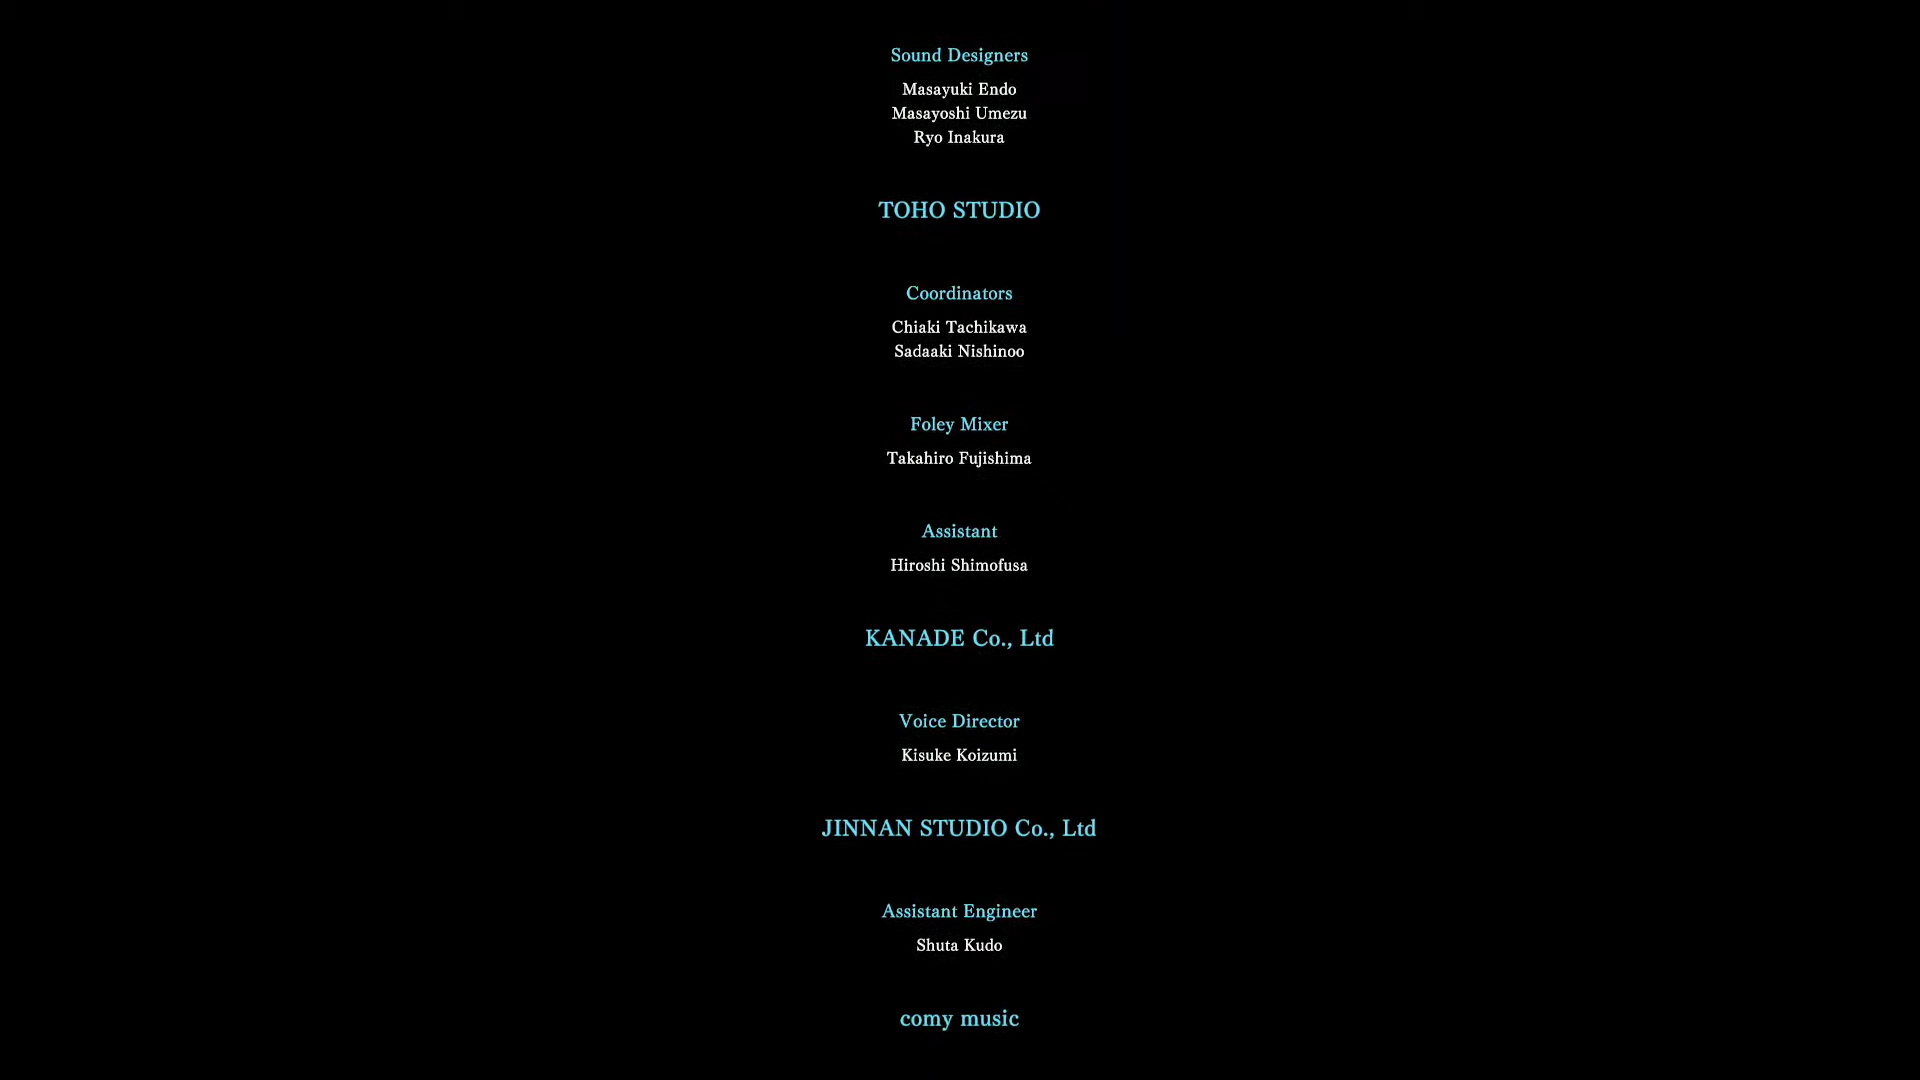 Sound Designers
Masayuki Endo
Masayoshi Umezu
Ryo Inakura
TOHO STUDIO
Coordinators
Chiaki Tachikawa
Sadaaki Nishinoo
Foley Mixer
Takahiro Fujishima
Assistant
Hiroshi Shimofusa
KANADE Co., Ltd
Voice Director
Kisuke Koizumi
JINNAN STUDIO Co., Ltd
Assistant Engineer
Shuta Kudo
comy music